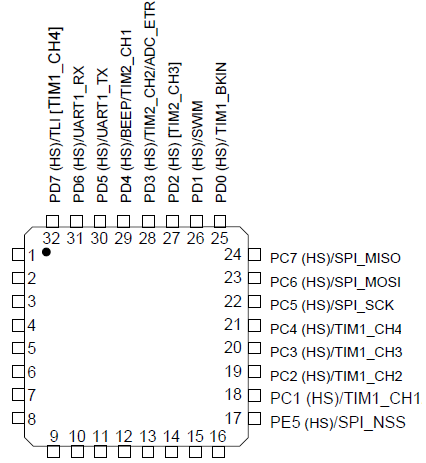 PD7 (HS)/TLI [TIM1_CH4]
PD6 (HS)/UART1_RX
PD5 (HS)/UART1_TX
PD4 (HS)/BEEP/TIM2_CH1
PD3 (HS)/TIM2_CH2/ADC_ETR
PD2 (HS) [TIM2_CH3]
PD1 (HS)/SWIM
PD0 (HS)/ TIM1_BKIN
32 31 30 29 28 27 26 25
1 24 PC7 (HS)/SPI_MISO
2 23 PC6 (HS)/SPI_MOSI
3 22 PC5 (HS)/SPI_SCK
4 21 PC4 (HS)/TIM1_CH4
5 20 PC3 (HS)/TIM1_CH3
6 19 PC2 (HS)/TIM1_CH2
7 18 PC1 (HS)/TIM1_CH1
8 17 PE5 (HS)/SPI_NSS
9 10 11 12 13 14 15 16